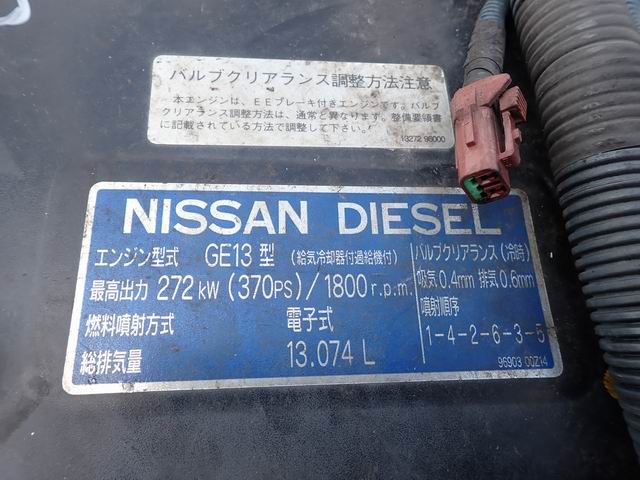 バルブクリアランス調整方法注意
本エンジンは、EEブレーキ付きエンジンです。バルブ
クリアランス調整方法は、通常と異なります。整備要領書
に記載されている方法で調整して下さい。
13272 96000
NISSAN DIESEL
エンジン型式 GE13 型 (給気冷却器付過給機付)
最高出力 272 kW (370PS) / 1800 r.p.m.
燃料噴射方式 電子式
総排気量 13.074 L
バルブクリアランス (冷時)
吸気 0.4mm 排気 0.6mm
噴射順序
1-4-2-6-3-5
96903 00Z14